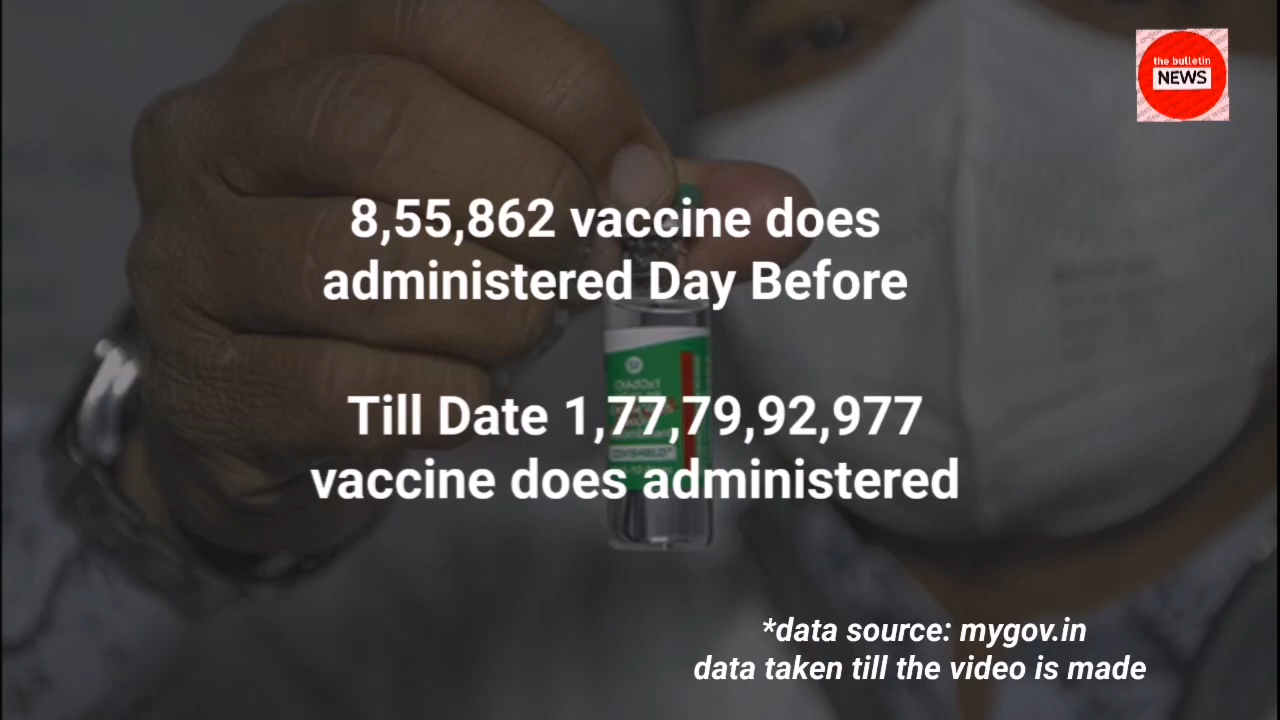 the bulletin
NEWS
8,55,862 vaccine does
administered Day Before
Till Date 1,77,79,92,977
vaccine does administered
*data source: mygov.in
data taken till the video is made